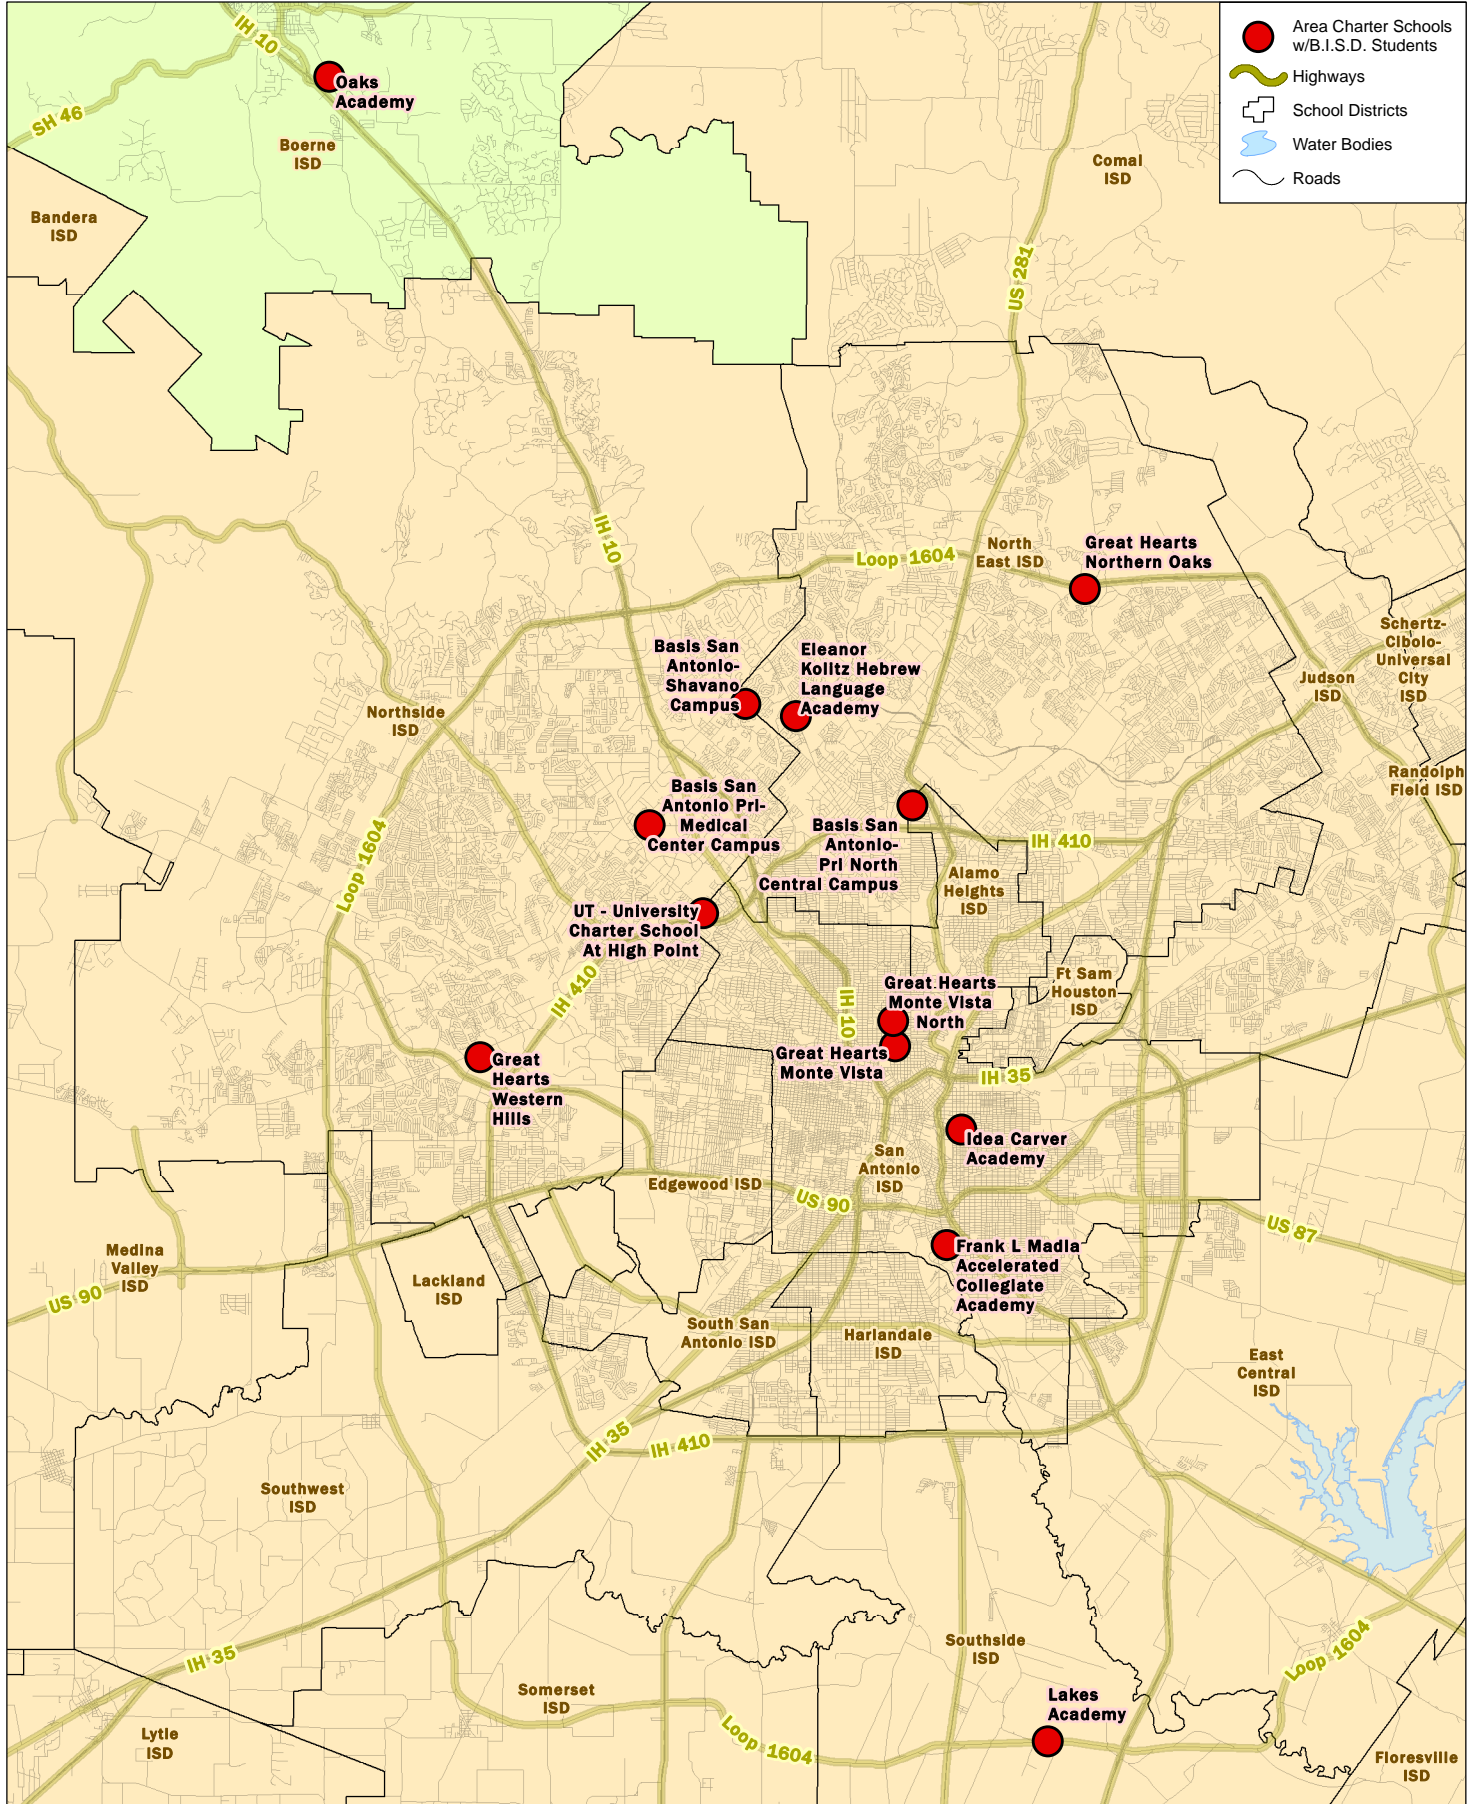 Area Charter Schools
w/B.I.S.D. Students
Highways
School Districts
Water Bodies
Roads
IH 10
Oaks
Academy
SH 46
Boerne
ISD
Comal
ISD
Bandera
ISD
US 281
IH 10
Loop 1604
North
East ISD
Great Hearts
Northern Oaks
Basis San
Antonio-
Shavano
Campus
Eleanor
Kolitz Hebrew
Language
Academy
Schertz-
Cibolo-
Universal
City
ISD
Judson
ISD
Northside
ISD
Randolph
Field ISD
Basis San
Antonio Pri-
Medical
Center Campus
Basis San
Antonio-
Pri North
Central Campus
IH 410
Loop 1604
Alamo
Heights
ISD
UT - University
Charter School
At High Point
IH 410
IH 10
Great Hearts
Monte Vista
North
Ft Sam
Houston
ISD
Great Hearts
Monte Vista
IH 35
Great
Hearts
Western
Hills
Idea Carver
Academy
San
Antonio
ISD
Edgewood ISD
US 90
US 87
Medina
Valley
ISD
US 90
Lackland
ISD
Frank L Madla
Accelerated
Collegiate
Academy
South San
Antonio ISD
Harlandale
ISD
East
Central
ISD
IH 35
IH 410
Southwest
ISD
IH 35
Southside
ISD
Loop 1604
Somerset
ISD
Lakes
Academy
Lytle
ISD
Loop 1604
Floresville
ISD